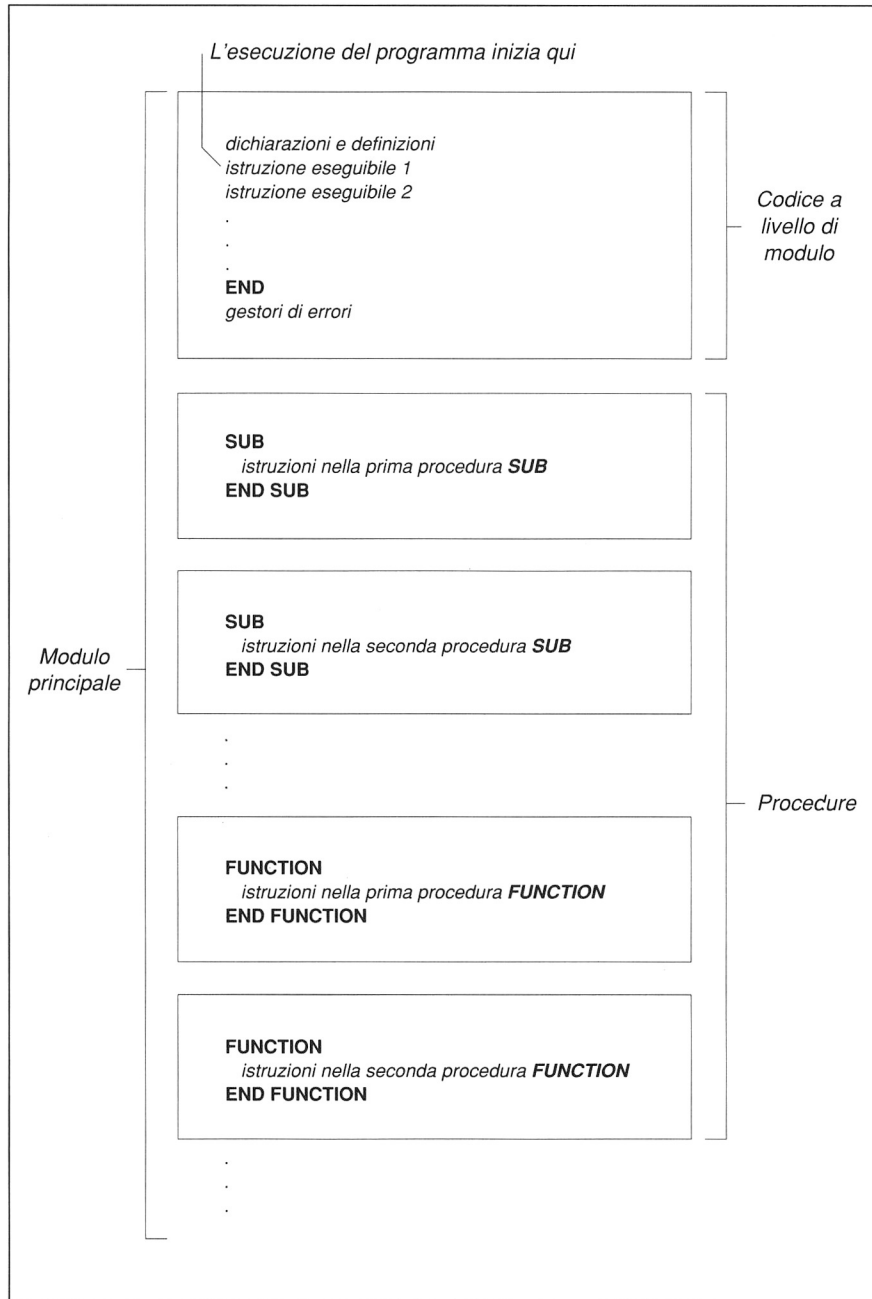 L'esecuzione del programma inizia qui
dichiarazioni e definizioni
istruzione eseguibile 1
istruzione eseguibile 2
.
.
.
END
gestori di errori
Codice a
livello di
modulo
SUB
istruzioni nella prima procedura SUB
END SUB
SUB
istruzioni nella seconda procedura SUB
END SUB
Modulo
principale
.
.
.
Procedure
FUNCTION
istruzioni nella prima procedura FUNCTION
END FUNCTION
FUNCTION
istruzioni nella seconda procedura FUNCTION
END FUNCTION
.
.
.